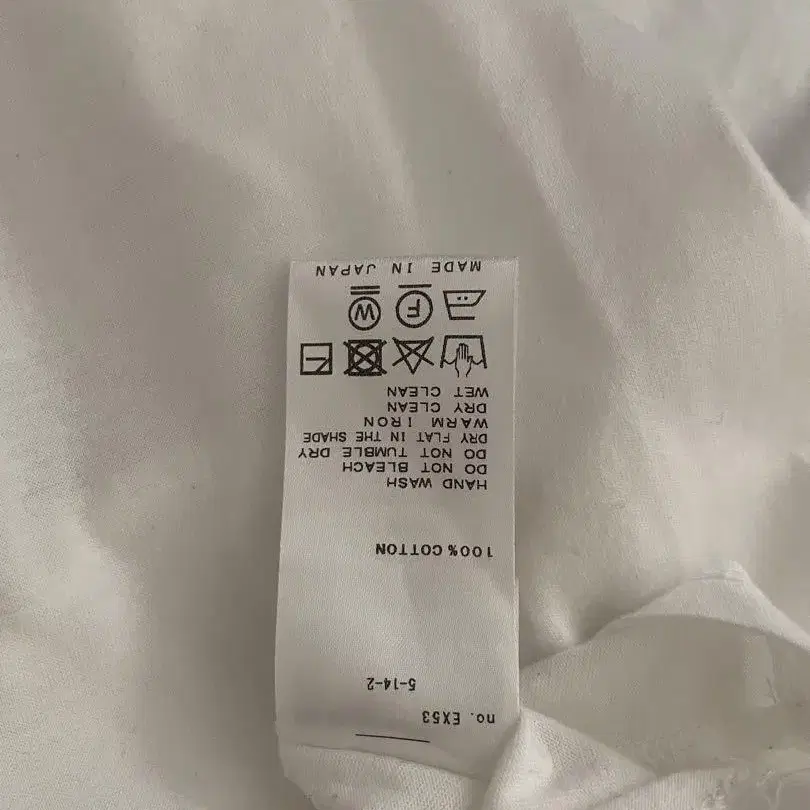 no. EX53
5-14-2
100% COTTON
HAND WASH
DO NOT BLEACH
DO NOT TUMBLE DRY
DRY FLAT IN THE SHADE
WARM IRON
DRY CLEAN
WET CLEAN
F W
MADE IN JAPAN